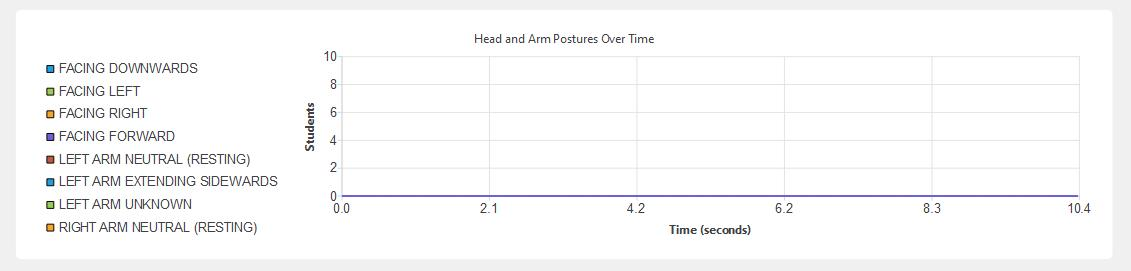 Head and Arm Postures Over Time
FACING DOWNWARDS
FACING LEFT
FACING RIGHT
FACING FORWARD
LEFT ARM NEUTRAL (RESTING)
LEFT ARM EXTENDING SIDEWARDS
LEFT ARM UNKNOWN
RIGHT ARM NEUTRAL (RESTING)
Students
10
8
6
4
2
0
0.0 2.1 4.2 6.2 8.3 10.4
Time (seconds)